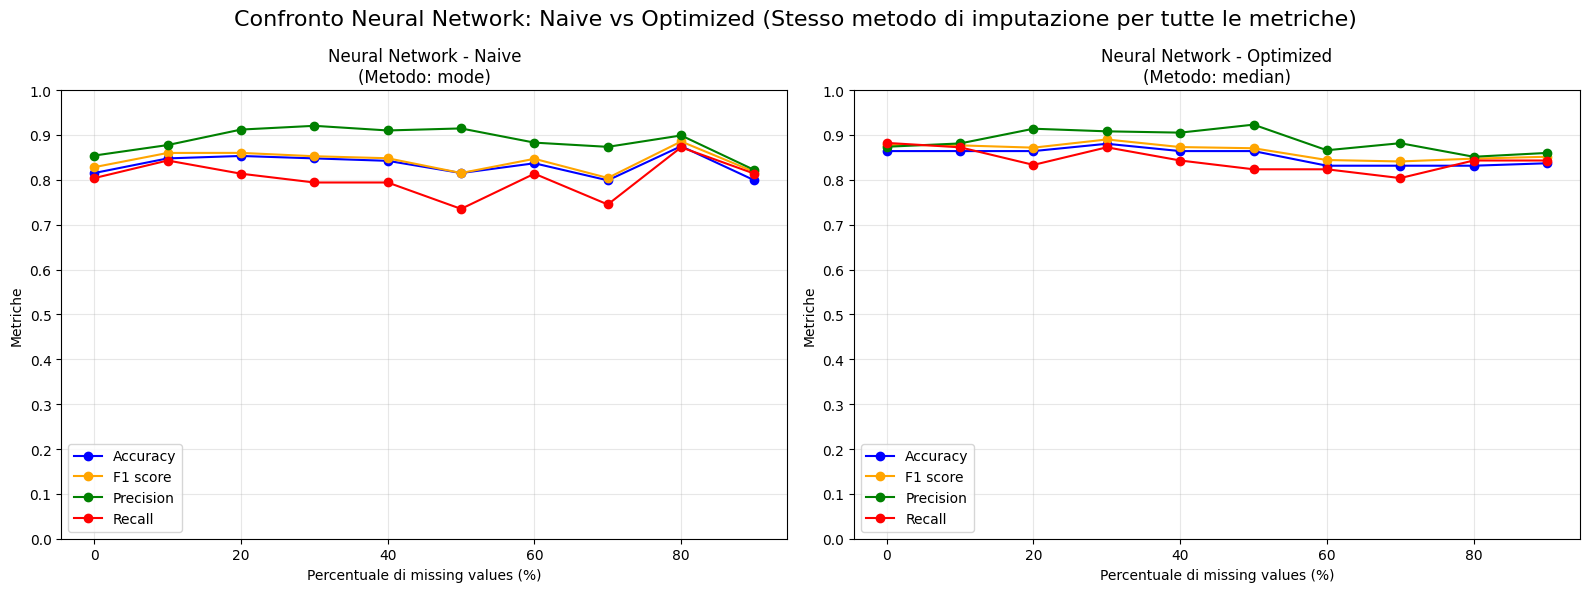 Confronto Neural Network: Naive vs Optimized (Stesso metodo di imputazione per tutte le metriche)
Neural Network - Naive
(Metodo: mode)
1.0
0.9
0.8
0.7
0.6
0.5
0.4
0.3
0.2
0.1
0.0
Metriche
Accuracy
F1 score
Precision
Recall
0 20 40 60 80
Percentuale di missing values (%)
Neural Network - Optimized
(Metodo: median)
1.0
0.9
0.8
0.7
0.6
0.5
0.4
0.3
0.2
0.1
0.0
Metriche
Accuracy
F1 score
Precision
Recall
0 20 40 60 80
Percentuale di missing values (%)